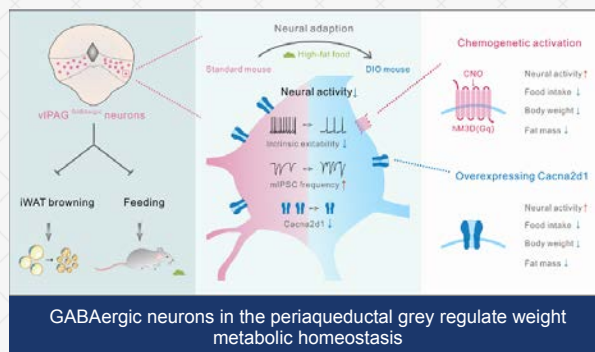 Neural adaption
High-fat food
Standard mouse
DIO mouse
vlPAG GABAergic neurons
iWAT browning
Feeding
Neural activity↓
Intrinsic exitability ↓
mIPSC frequency ↑
Cacna2d1 ↓
Chemogenetic activation
CNO
hM3D(Gq)
Neural activity↑
Food intake ↓
Body weight ↓
Fat mass ↓
Overexpressing Cacna2d1
Neural activity↑
Food intake ↓
Body weight ↓
Fat mass ↓
GABAergic neurons in the periaqueductal grey regulate weight
metabolic homeostasis